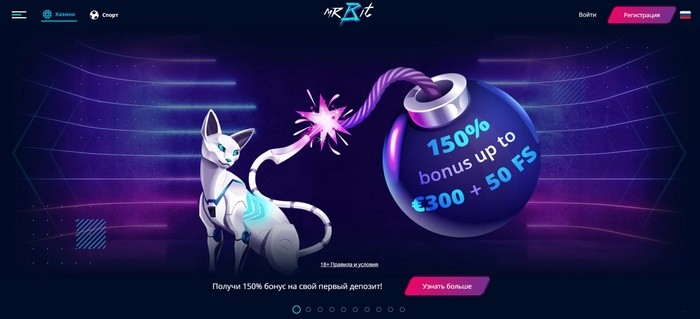 Казино
Спорт
MR BIT
Войти
Регистрация
150%
bonus up to
€300 + 50 FS
18+ Правила и условия
Получи 150% бонус на свой первый депозит!
Узнать больше